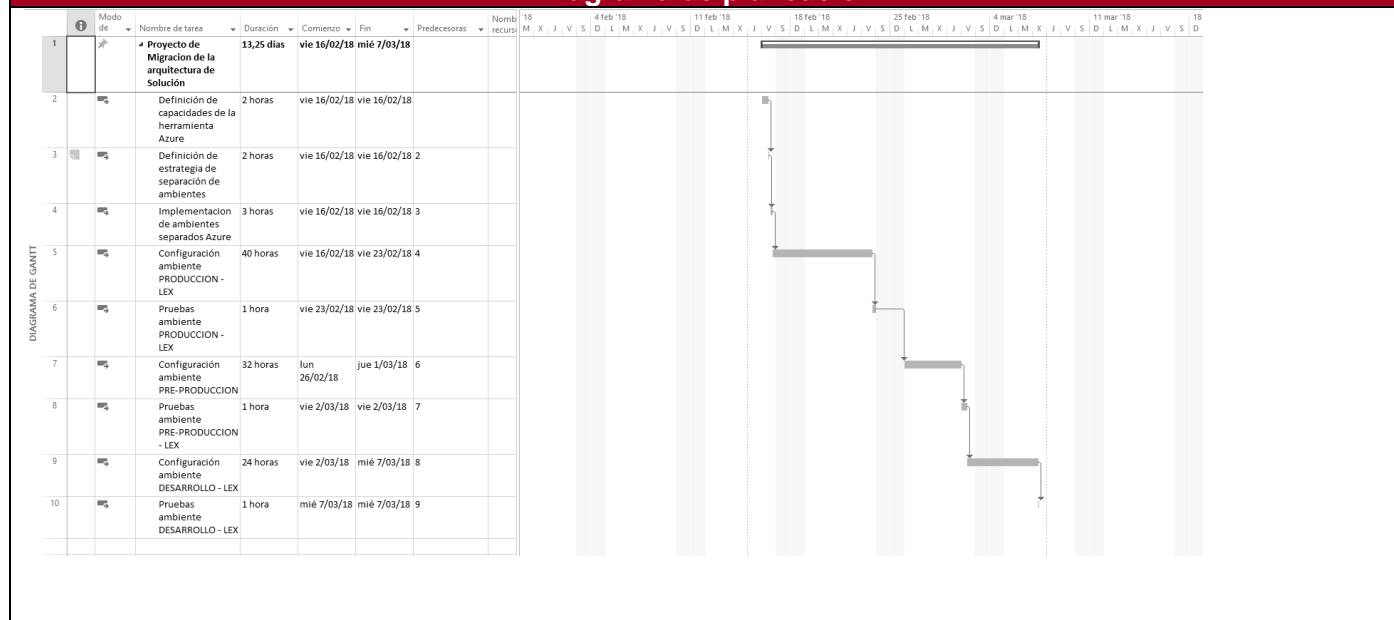 Modo de Nombre de tarea Duración Comienzo Fin Predecesoras Nomb recurs
'18 4 feb '18 11 feb '18 18 feb '18 25 feb '18 4 mar '18 11 mar '18 18
M X J V S D L M X J V S D L M X J V S D L M X J V S D L M X J V S D L M X J V S D L M X J V S D
DIAGRAMA DE GANTT
1 Proyecto de 13,25 días vie 16/02/18 mié 7/03/18
Migracion de la
arquitectura de
Solución
2 Definición de 2 horas vie 16/02/18 vie 16/02/18
capacidades de la
herramienta
Azure
3 Definición de 2 horas vie 16/02/18 vie 16/02/18 2
estrategia de
separación de
ambientes
4 Implementacion 3 horas vie 16/02/18 vie 16/02/18 3
de ambientes
separados Azure
5 Configuración 40 horas vie 16/02/18 vie 23/02/18 4
ambiente
PRODUCCION -
LEX
6 Pruebas 1 hora vie 23/02/18 vie 23/02/18 5
ambiente
PRODUCCION -
LEX
7 Configuración 32 horas lun jue 1/03/18 6
ambiente 26/02/18
PRE-PRODUCCION
8 Pruebas 1 hora vie 2/03/18 vie 2/03/18 7
ambiente
PRE-PRODUCCION
- LEX
9 Configuración 24 horas vie 2/03/18 mié 7/03/18 8
ambiente
DESARROLLO - LEX
10 Pruebas 1 hora mié 7/03/18 mié 7/03/18 9
ambiente
DESARROLLO - LEX